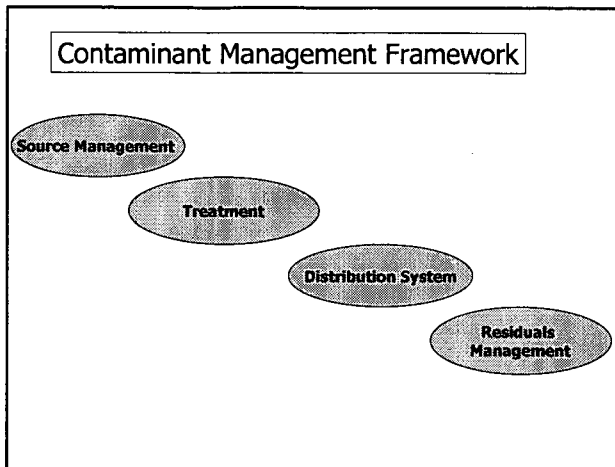 Contaminant Management Framework
Source Management
Treatment
Distribution System
Residuals
Management